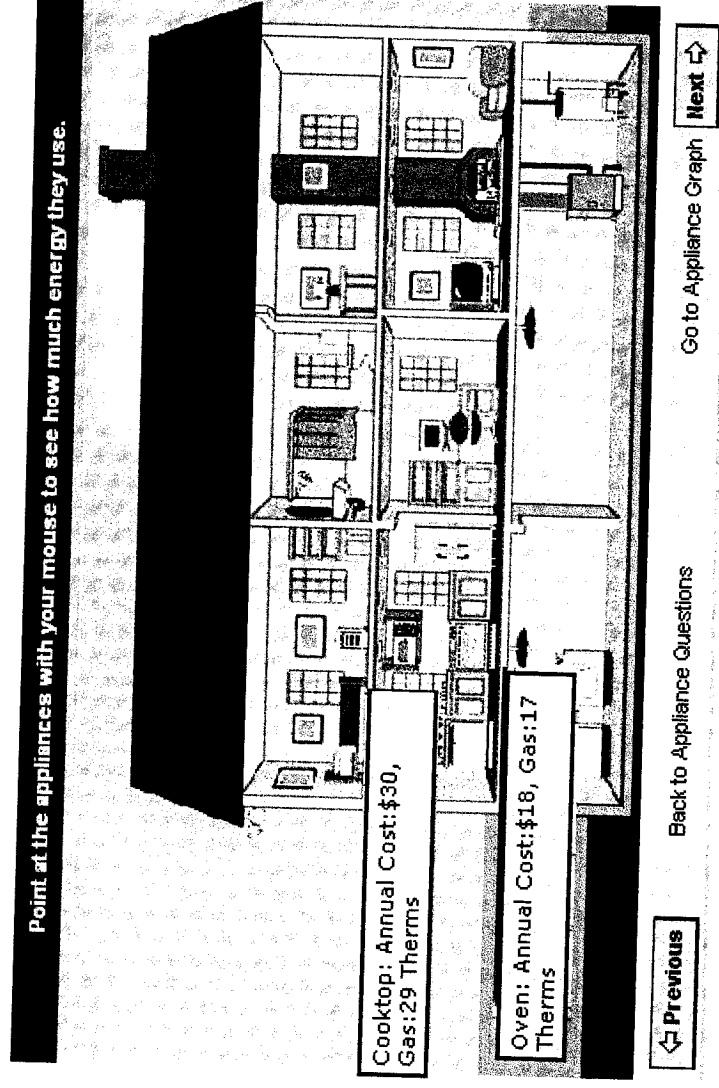 Point at the appliances with your mouse to see how much energy they use.
Cooktop: Annual Cost:$30,
Gas:29 Therms
Oven: Annual Cost:$18, Gas:17
Therms
Back to Appliance Questions
Go to Appliance Graph
Previous
Next